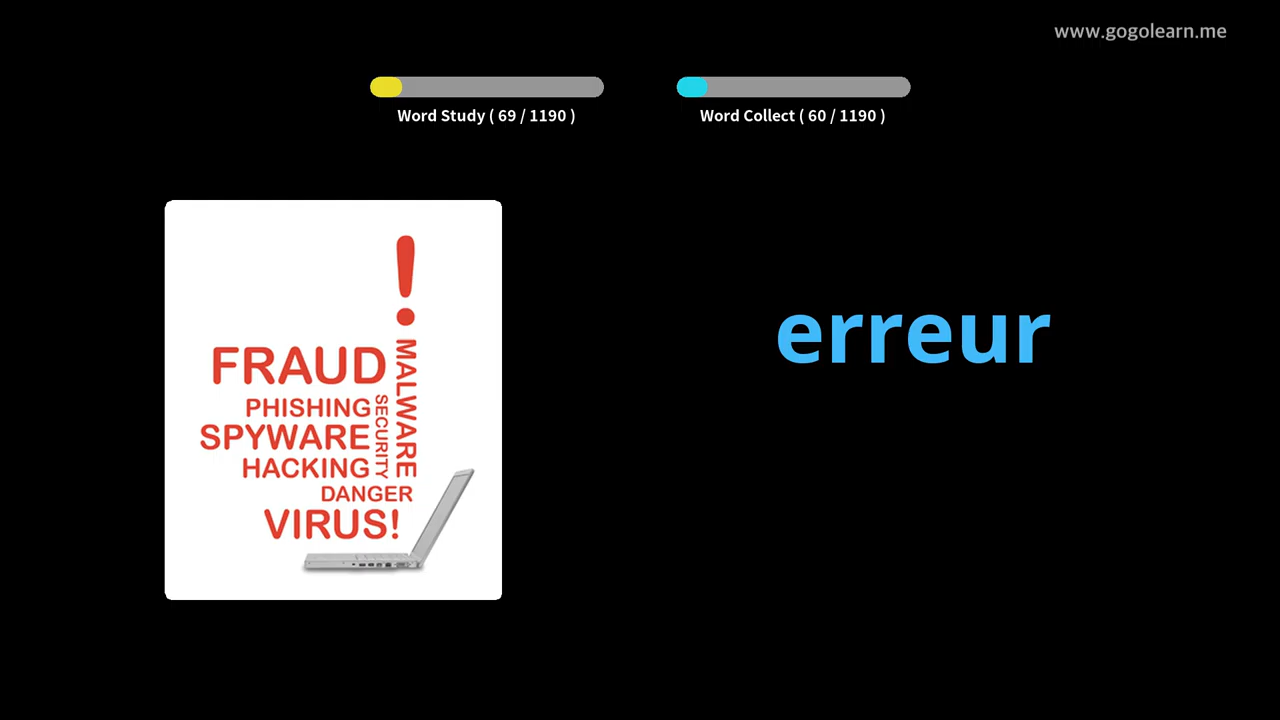 www.gogolearn.me
Word Study ( 69 / 1190 )
Word Collect ( 60 / 1190 )
!
FRAUD
MALWARE
PHISHING
SECURITY
SPYWARE
HACKING
DANGER
VIRUS!
erreur